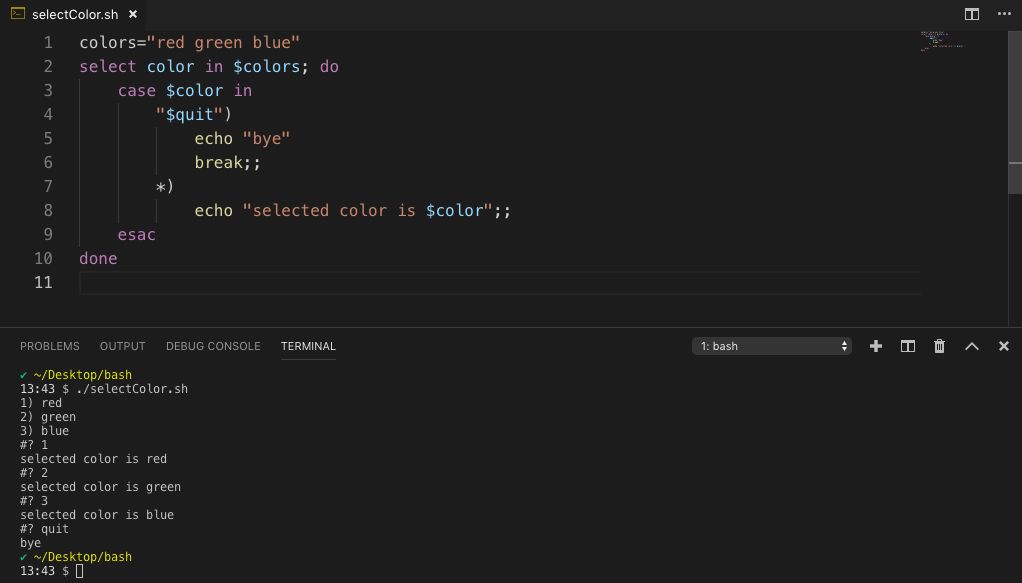 selectColor.sh
1 colors="red green blue"
2 select color in $colors; do
3     case $color in
4         "$quit")
5             echo "bye"
6             break;;
7         *)
8             echo "selected color is $color";;
9     esac
10 done
11
PROBLEMS OUTPUT DEBUG CONSOLE TERMINAL 1: bash
✔ ~/Desktop/bash
13:43 $ ./selectColor.sh
1) red
2) green
3) blue
#? 1
selected color is red
#? 2
selected color is green
#? 3
selected color is blue
#? quit
bye
✔ ~/Desktop/bash
13:43 $